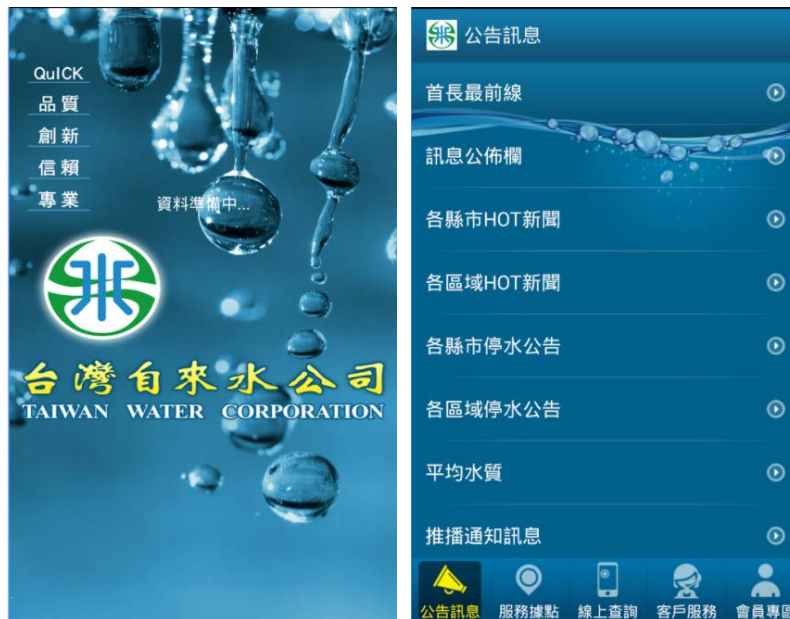 QuICK
品質
創新
信賴
專業
資料準備中...
台灣自來水公司
TAIWAN WATER CORPORATION
公告訊息
首長最前線
訊息公佈欄
各縣市HOT新聞
各區域HOT新聞
各縣市停水公告
各區域停水公告
平均水質
推播通知訊息
公告訊息 服務據點 線上查詢 客戶服務 會員專區